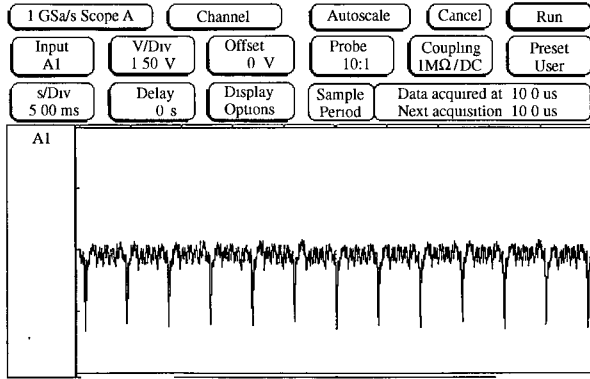 1 GSa/s Scope A Channel Autoscale Cancel Run
Input V/Div Offset Probe Coupling Preset
A1 1 50 V 0 V 10:1 1MΩ/DC User
s/Div Delay Display Sample Data acquired at 10 0 us
5 00 ms 0 s Options Period Next acquisition 10 0 us
A1